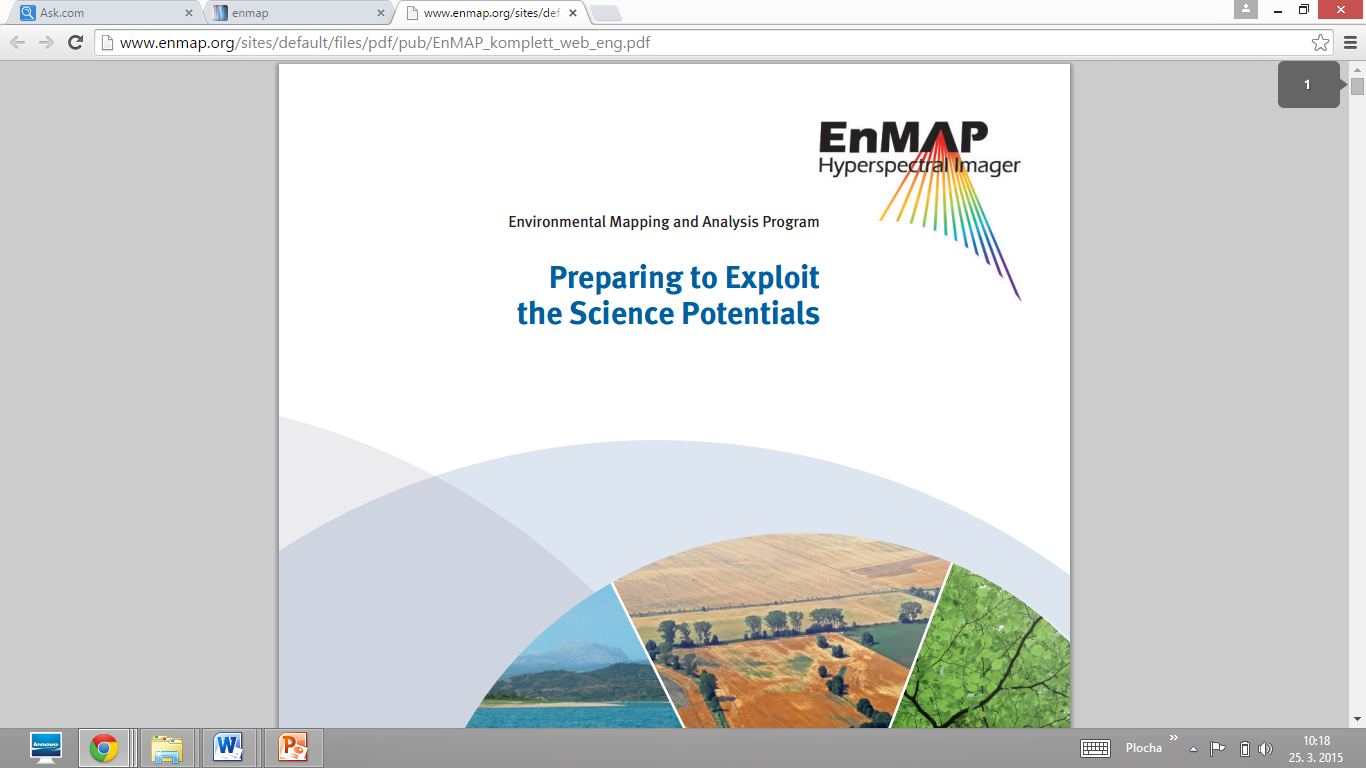 Ask.com
enmap
www.enmap.org/sites/def
www.enmap.org/sites/default/files/pdf/pub/EnMAP_komplett_web_eng.pdf
1
EnMAP
Hyperspectral Imager
Environmental Mapping and Analysis Program
Preparing to Exploit
the Science Potentials
lenovo
Plocha
10:18
25. 3. 2015